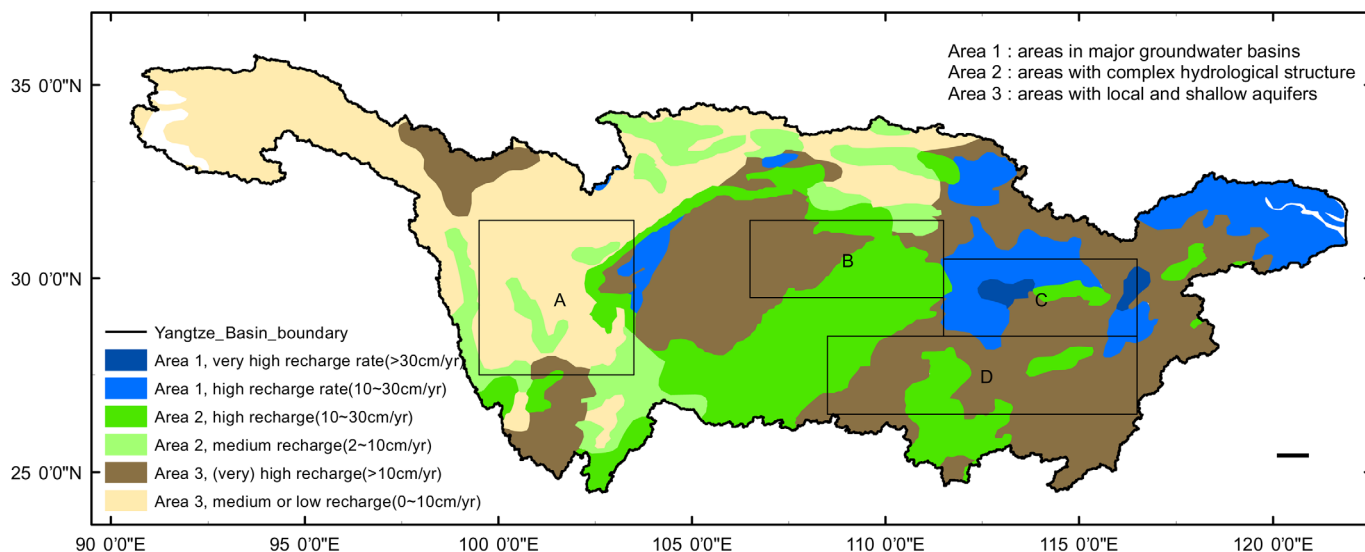 Area 1 : areas in major groundwater basins
Area 2 : areas with complex hydrological structure
Area 3 : areas with local and shallow aquifers
35 0'0"N
30 0'0"N
25 0'0"N
A
B
C
D
Yangtze_Basin_boundary
Area 1, very high recharge rate(>30cm/yr)
Area 1, high recharge rate(10~30cm/yr)
Area 2, high recharge(10~30cm/yr)
Area 2, medium recharge(2~10cm/yr)
Area 3, (very) high recharge(>10cm/yr)
Area 3, medium or low recharge(0~10cm/yr)
90 0'0"E 100 0'0"E 105 0'0"E 110 0'0"E 115 0'0"E 120 0'0"E